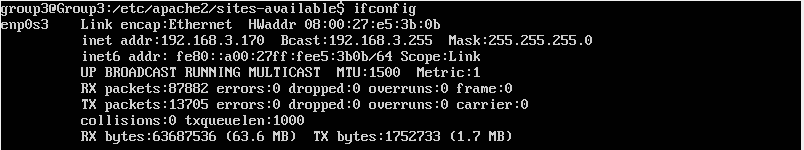 group3@Group3:/etc/apache2/sites-available$ ifconfig
enp0s3    Link encap:Ethernet  HWaddr 08:00:27:e5:3b:0b
          inet addr:192.168.3.170  Bcast:192.168.3.255  Mask:255.255.255.0
          inet6 addr: fe80::a00:27ff:fee5:3b0b/64 Scope:Link
          UP BROADCAST RUNNING MULTICAST  MTU:1500  Metric:1
          RX packets:87882 errors:0 dropped:0 overruns:0 frame:0
          TX packets:13705 errors:0 dropped:0 overruns:0 carrier:0
          collisions:0 txqueuelen:1000
          RX bytes:63687536 (63.6 MB)  TX bytes:1752733 (1.7 MB)